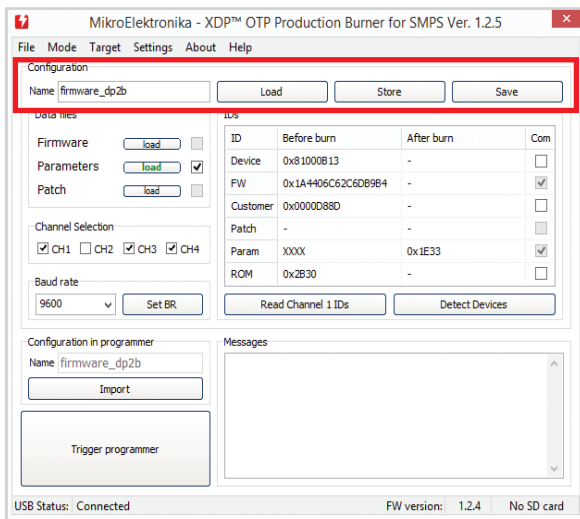 MikroElektronika - XDP™ OTP Production Burner for SMPS Ver. 1.2.5
File Mode Target Settings About Help
Configuration
Name firmware_dp2b Load Store Save
Data files
Firmware load
Parameters load
Patch load
Channel Selection
CH1 CH2 CH3 CH4
Baud rate
9600 Set BR
IDs
ID Before burn After burn Com
Device 0x81000B13 -
FW 0x1A4406C62C6DB9B4 -
Customer 0x0000D88D -
Patch - -
Param XXXX 0x1E33
ROM 0x2B30 -
Read Channel 1 IDs Detect Devices
Configuration in programmer
Name firmware_dp2b
Import
Trigger programmer
Messages
USB Status: Connected FW version: 1.2.4 No SD card